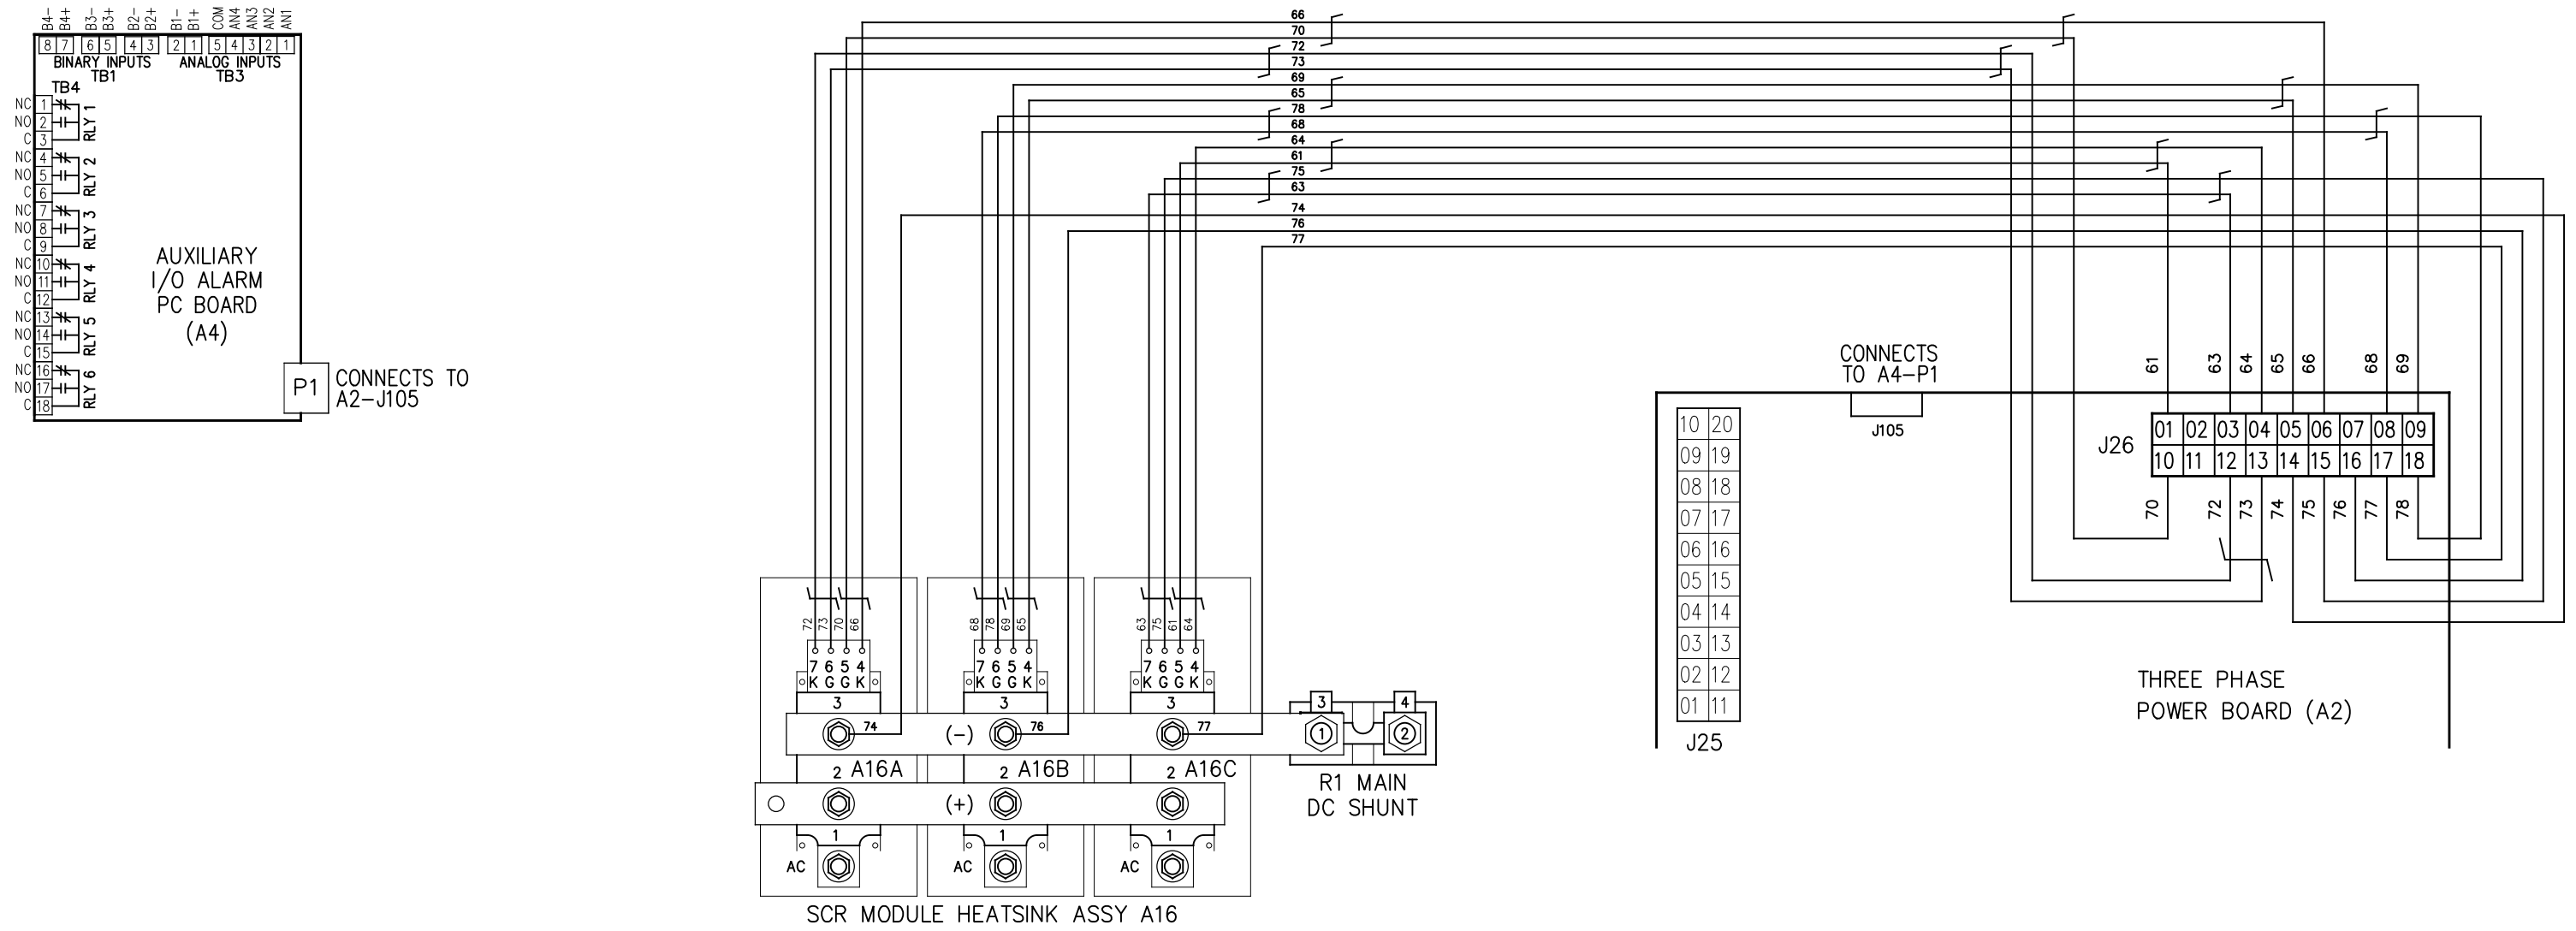 B4- B4+ B3- B3+ B2- B2+ B1- B1+ COM AN4 AN3 AN2 AN1
8 7 6 5 4 3 2 1 5 4 3 2 1
BINARY INPUTS ANALOG INPUTS
TB1 TB3
TB4
NC 1
NO 2
C 3
RLY 1
NC 4
NO 5
C 6
RLY 2
NC 7
NO 8
C 9
RLY 3
NC 10
NO 11
C 12
RLY 4
NC 13
NO 14
C 15
RLY 5
NC 16
NO 17
C 18
RLY 6
AUXILIARY
I/O ALARM
PC BOARD
(A4)
P1
CONNECTS TO
A2-J105
66
70
72
73
69
65
78
68
64
61
75
63
74
76
77
72 73 70 66
7 6 5 4
K G G K
3
74
2 A16A
1
AC
68 78 69 65
7 6 5 4
K G G K
3
(-)
76
2 A16B
(+)
1
AC
63 75 61 64
7 6 5 4
K G G K
3
77
2 A16C
1
AC
SCR MODULE HEATSINK ASSY A16
3 4
1 2
R1 MAIN
DC SHUNT
CONNECTS
TO A4-P1
J105
10 20
09 19
08 18
07 17
06 16
05 15
04 14
03 13
02 12
01 11
J25
61 63 64 65 66 68 69
J26
01 02 03 04 05 06 07 08 09
10 11 12 13 14 15 16 17 18
70 72 73 74 75 76 77 78
THREE PHASE
POWER BOARD (A2)